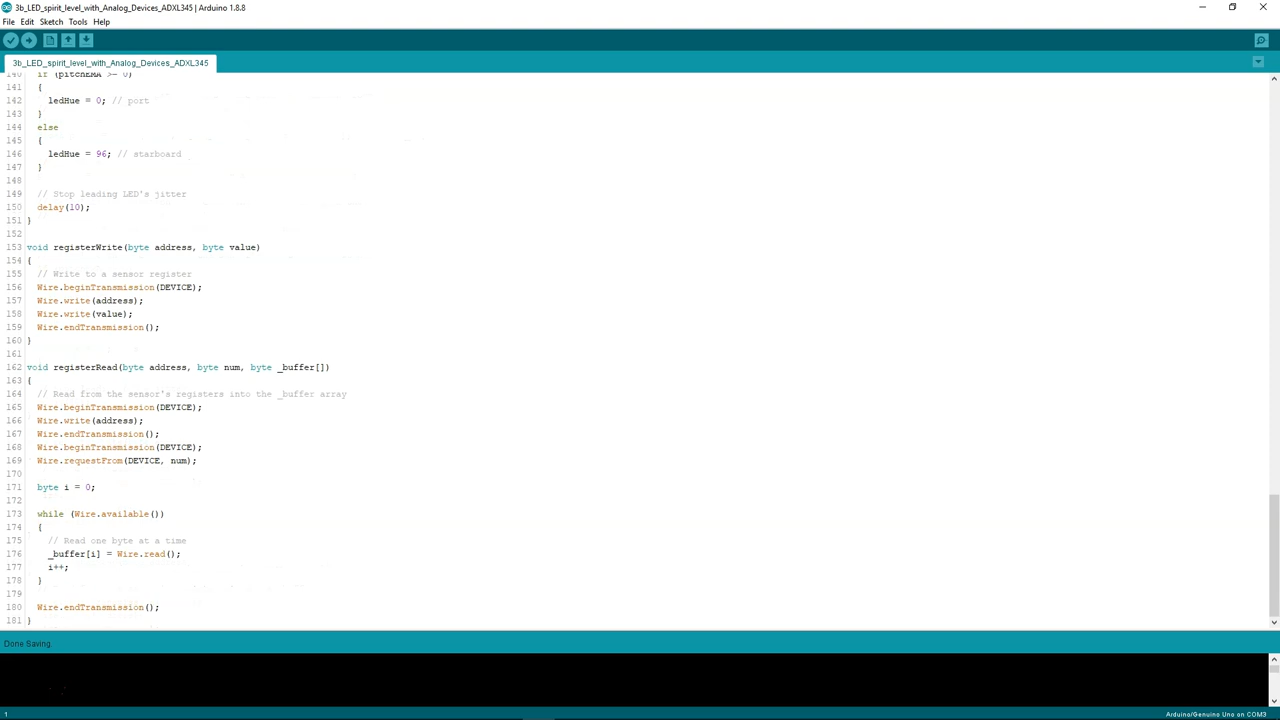 3b_LED_spirit_level_with_Analog_Devices_ADXL345 | Arduino 1.8.8
File Edit Sketch Tools Help
3b_LED_spirit_level_with_Analog_Devices_ADXL345
140 if (pitchEMA >= 0)
141 {
142 ledHue = 0; // port
143 }
144 else
145 {
146 ledHue = 96; // starboard
147 }
148
149 // Stop leading LED's jitter
150 delay(10);
151 }
152
153 void registerWrite(byte address, byte value)
154 {
155 // Write to a sensor register
156 Wire.beginTransmission(DEVICE);
157 Wire.write(address);
158 Wire.write(value);
159 Wire.endTransmission();
160 }
161
162 void registerRead(byte address, byte num, byte _buffer[])
163 {
164 // Read from the sensor's registers into the _buffer array
165 Wire.beginTransmission(DEVICE);
166 Wire.write(address);
167 Wire.endTransmission();
168 Wire.beginTransmission(DEVICE);
169 Wire.requestFrom(DEVICE, num);
170
171 byte i = 0;
172
173 while (Wire.available())
174 {
175 // Read one byte at a time
176 _buffer[i] = Wire.read();
177 i++;
178 }
179
180 Wire.endTransmission();
181 }
Done Saving.
1 Arduino/Genuino Uno on COM3